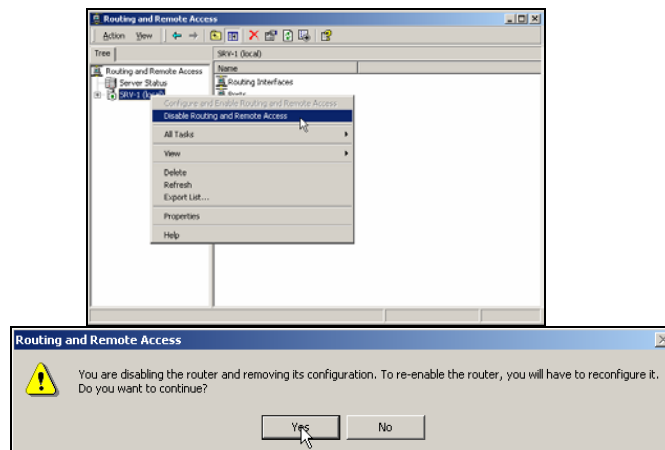 Routing and Remote Access
Action View
Tree
SRV-1 (local)
Routing and Remote Access
Name
Server Status
Routing Interfaces
SRV-1 (local)
Ports
Configure and Enable Routing and Remote Access
Disable Routing and Remote Access
All Tasks
View
Delete
Refresh
Export List...
Properties
Help
Routing and Remote Access
You are disabling the router and removing its configuration. To re-enable the router, you will have to reconfigure it.
Do you want to continue?
Yes No